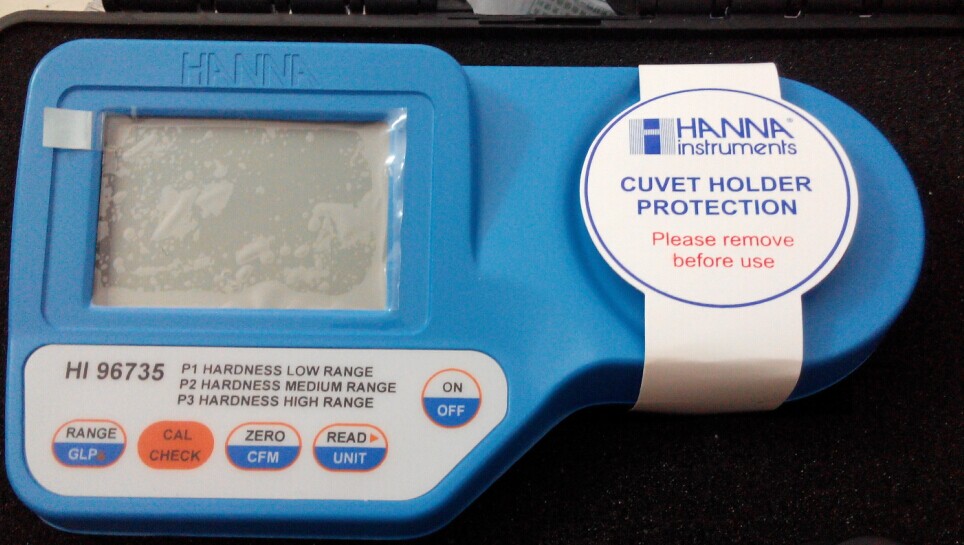 HANNA
HANNA®
instruments
CUVET HOLDER
PROTECTION
Please remove
before use
HI 96735
P1 HARDNESS LOW RANGE
P2 HARDNESS MEDIUM RANGE
P3 HARDNESS HIGH RANGE
ON
OFF
RANGE
GLP▲
CAL
CHECK
ZERO
CFM
READ ▶
UNIT